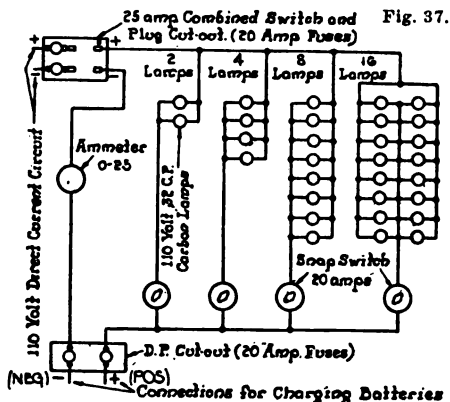 25 amp Combined Switch and
Plug Cut-out. (20 Amp Fuses)
Fig. 37.
+
+
-
-
2
Lamps
4
Lamps
8
Lamps
16
Lamps
Ammeter
0-25
110 Volt Direct Current Circuit
110 Volt 32 C.P.
Carbon Lamps
Snap Switch
20 amps
D.P. Cut-out (20 Amp. Fuses)
(NEG) -
+ (POS)
Connections for Charging Batteries